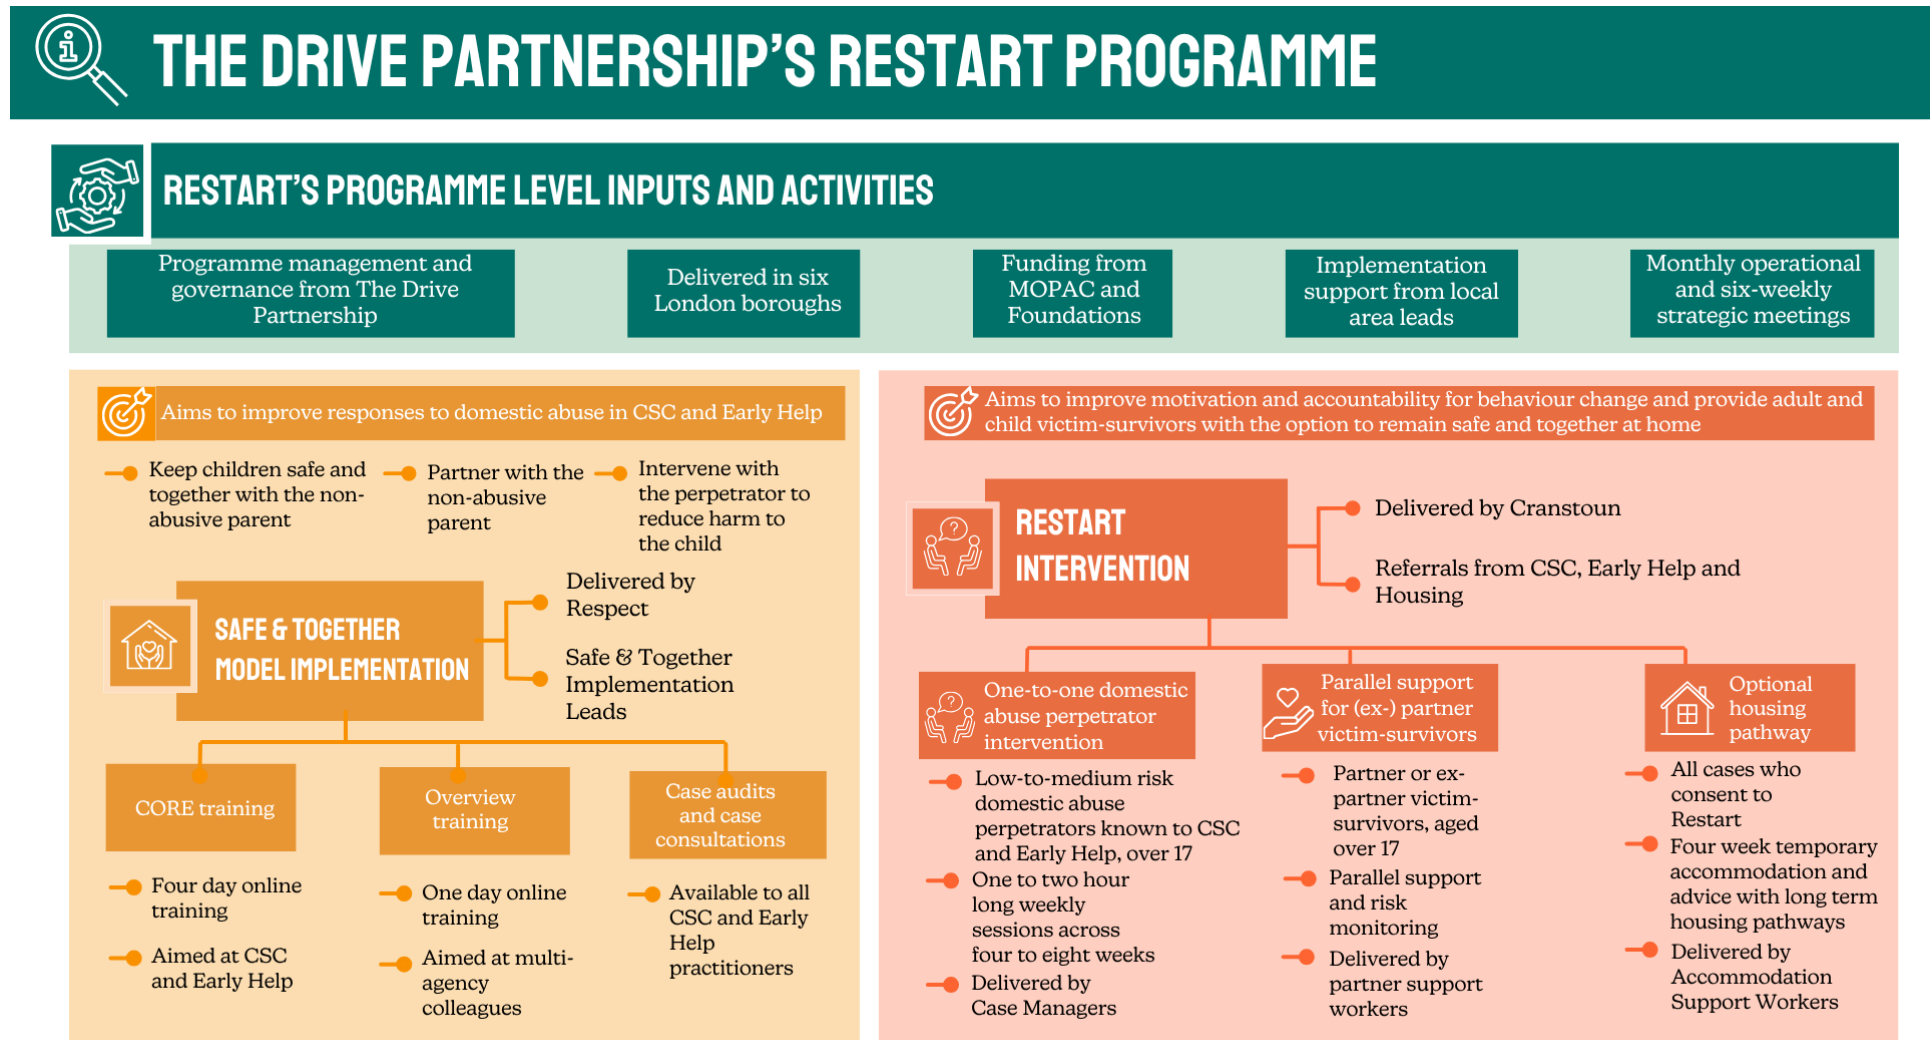 THE DRIVE PARTNERSHIP'S RESTART PROGRAMME
RESTART'S PROGRAMME LEVEL INPUTS AND ACTIVITIES
Programme management and
governance from The Drive
Partnership
Delivered in six
London boroughs
Funding from
MOPAC and
Foundations
Implementation
support from local
area leads
Monthly operational
and six-weekly
strategic meetings
Aims to improve responses to domestic abuse in CSC and Early Help
Keep children safe and
together with the non-
abusive parent
Partner with the
non-abusive
parent
Intervene with
the perpetrator to
reduce harm to
the child
SAFE & TOGETHER
MODEL IMPLEMENTATION
Delivered by
Respect
Safe & Together
Implementation
Leads
CORE training
Four day online
training
Aimed at CSC
and Early Help
Overview
training
One day online
training
Aimed at multi-
agency
colleagues
Case audits
and case
consultations
Available to all
CSC and Early
Help
practitioners
Aims to improve motivation and accountability for behaviour change and provide adult and
child victim-survivors with the option to remain safe and together at home
RESTART
INTERVENTION
Delivered by Cranstoun
Referrals from CSC, Early Help and
Housing
One-to-one domestic
abuse perpetrator
intervention
Low-to-medium risk
domestic abuse
perpetrators known to CSC
and Early Help, over 17
One to two hour
long weekly
sessions across
four to eight weeks
Delivered by
Case Managers
Parallel support
for (ex-) partner
victim-survivors
Partner or ex-
partner victim-
survivors, aged
over 17
Parallel support
and risk
monitoring
Delivered by
partner support
workers
Optional
housing
pathway
All cases who
consent to
Restart
Four week temporary
accommodation and
advice with long term
housing pathways
Delivered by
Accommodation
Support Workers